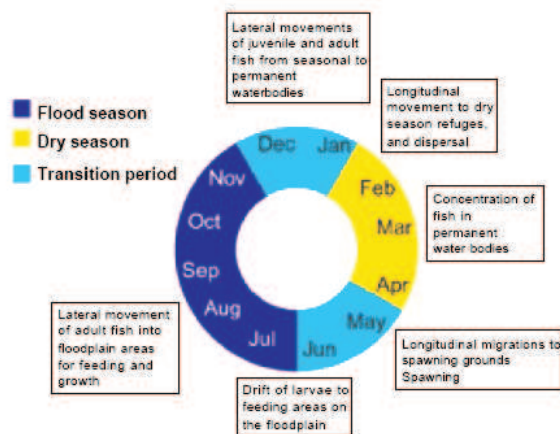 Lateral movements
of juvenile and adult
fish from seasonal to
permanent
waterbodies
Longitudinal
movement to dry
season refuges,
and dispersal
Flood season
Dry season
Transition period
Dec
Jan
Feb
Mar
Apr
May
Jun
Jul
Aug
Sep
Oct
Nov
Concentration of
fish in
permanent
water bodies
Lateral movement
of adult fish into
floodplain areas
for feeding and
growth
Longitudinal migrations to
spawning grounds
Spawning
Drift of larvae to
feeding areas on
the floodplain